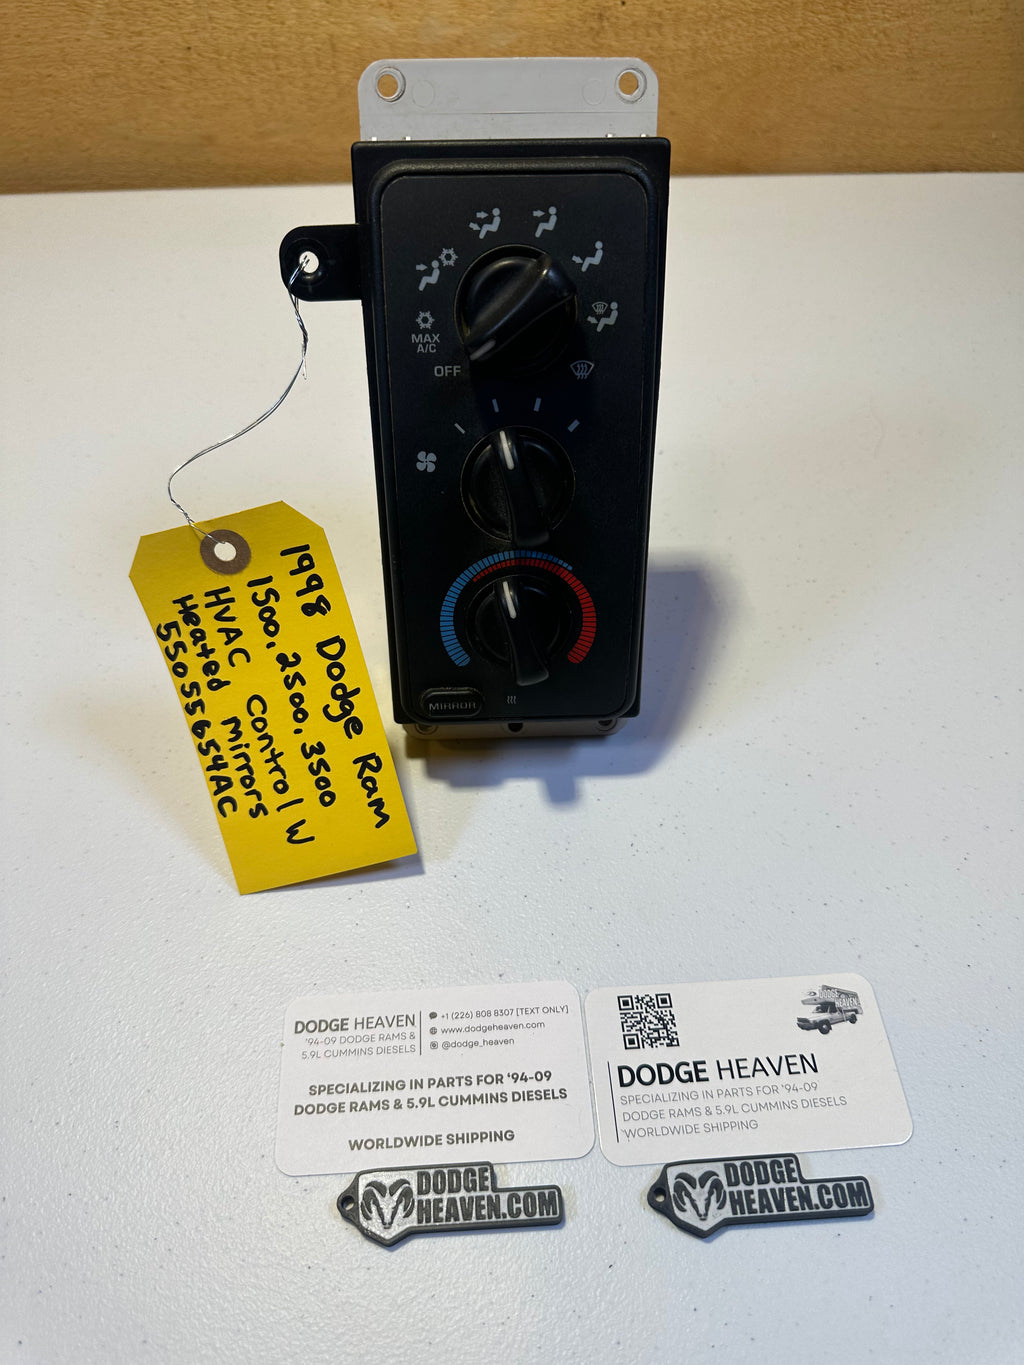 MAX
A/C
OFF
MIRROR
1998 Dodge Ram
1500, 2500, 3500
HVAC Control W
Heated Mirrors
55055654AC
DODGE HEAVEN
'94-09 DODGE RAMS &
5.9L CUMMINS DIESELS
+1 (226) 808 8307 [TEXT ONLY]
www.dodgeheaven.com
@dodge_heaven
SPECIALIZING IN PARTS FOR '94-09
DODGE RAMS & 5.9L CUMMINS DIESELS
WORLDWIDE SHIPPING
DODGE
HEAVEN
DODGE HEAVEN
SPECIALIZING IN PARTS FOR '94-09
DODGE RAMS & 5.9L CUMMINS DIESELS
WORLDWIDE SHIPPING
DODGE
HEAVEN.COM
DODGE
HEAVEN.COM